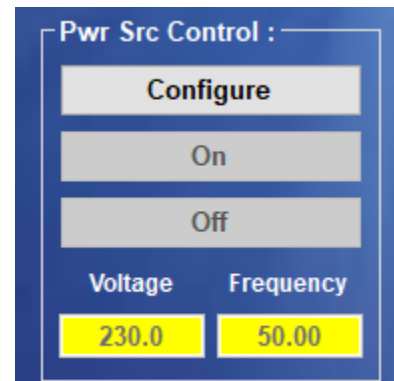 Pwr Src Control :
Configure
On
Off
Voltage Frequency
230.0 50.00